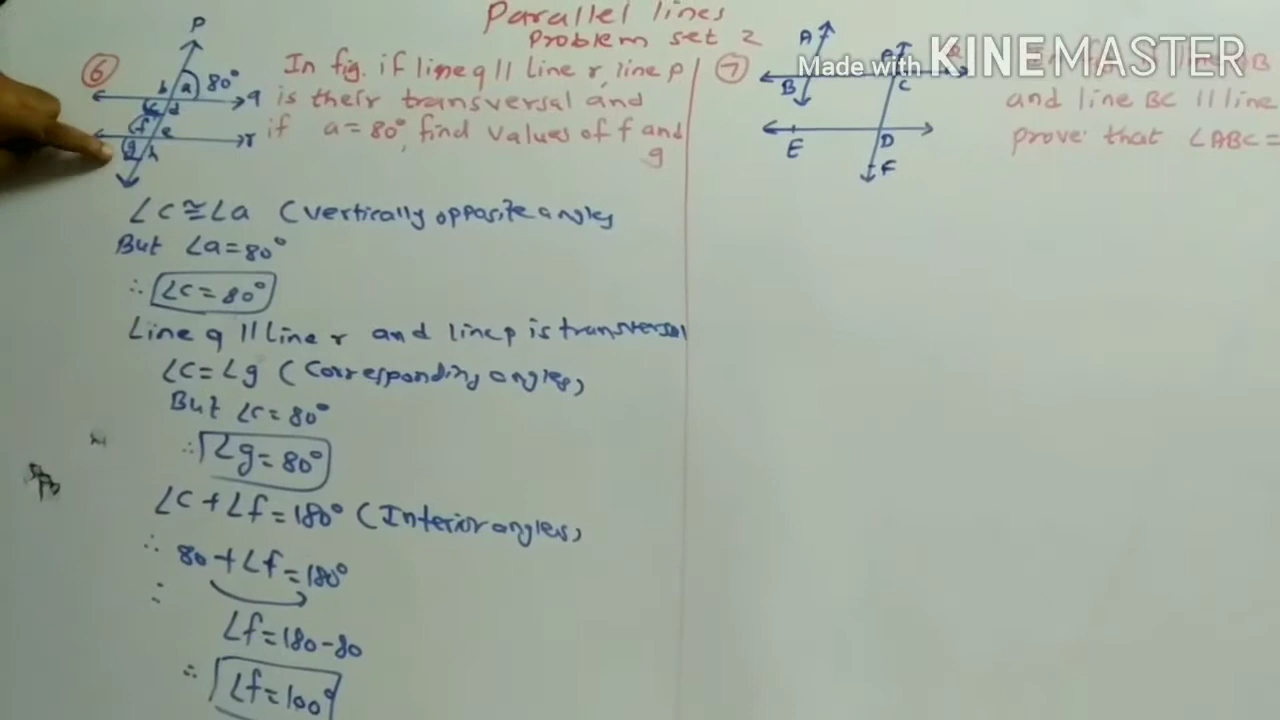 Parallel lines
Problem set 2
6
P
b
a
80°
q
c
d
f
e
r
g
h
In fig. if line q || Line r, line p
is their transversal and
if a = 80°, find values of f and
g
∠c ≅ ∠a (vertically opposite angles
But ∠a = 80°
∴ ∠c = 80°
Line q || line r and line p is transversal
∠c = ∠g (Corresponding angles)
But ∠c = 80°
∴ ∠g = 80°
∠c + ∠f = 180° (Interior angles)
∴ 80 + ∠f = 180°
∴
∠f = 180 - 80
∴ ∠f = 100°
7
A
B
C
E
D
F
Made with KINEMASTER
and line BC || line
prove that ∠ABC =